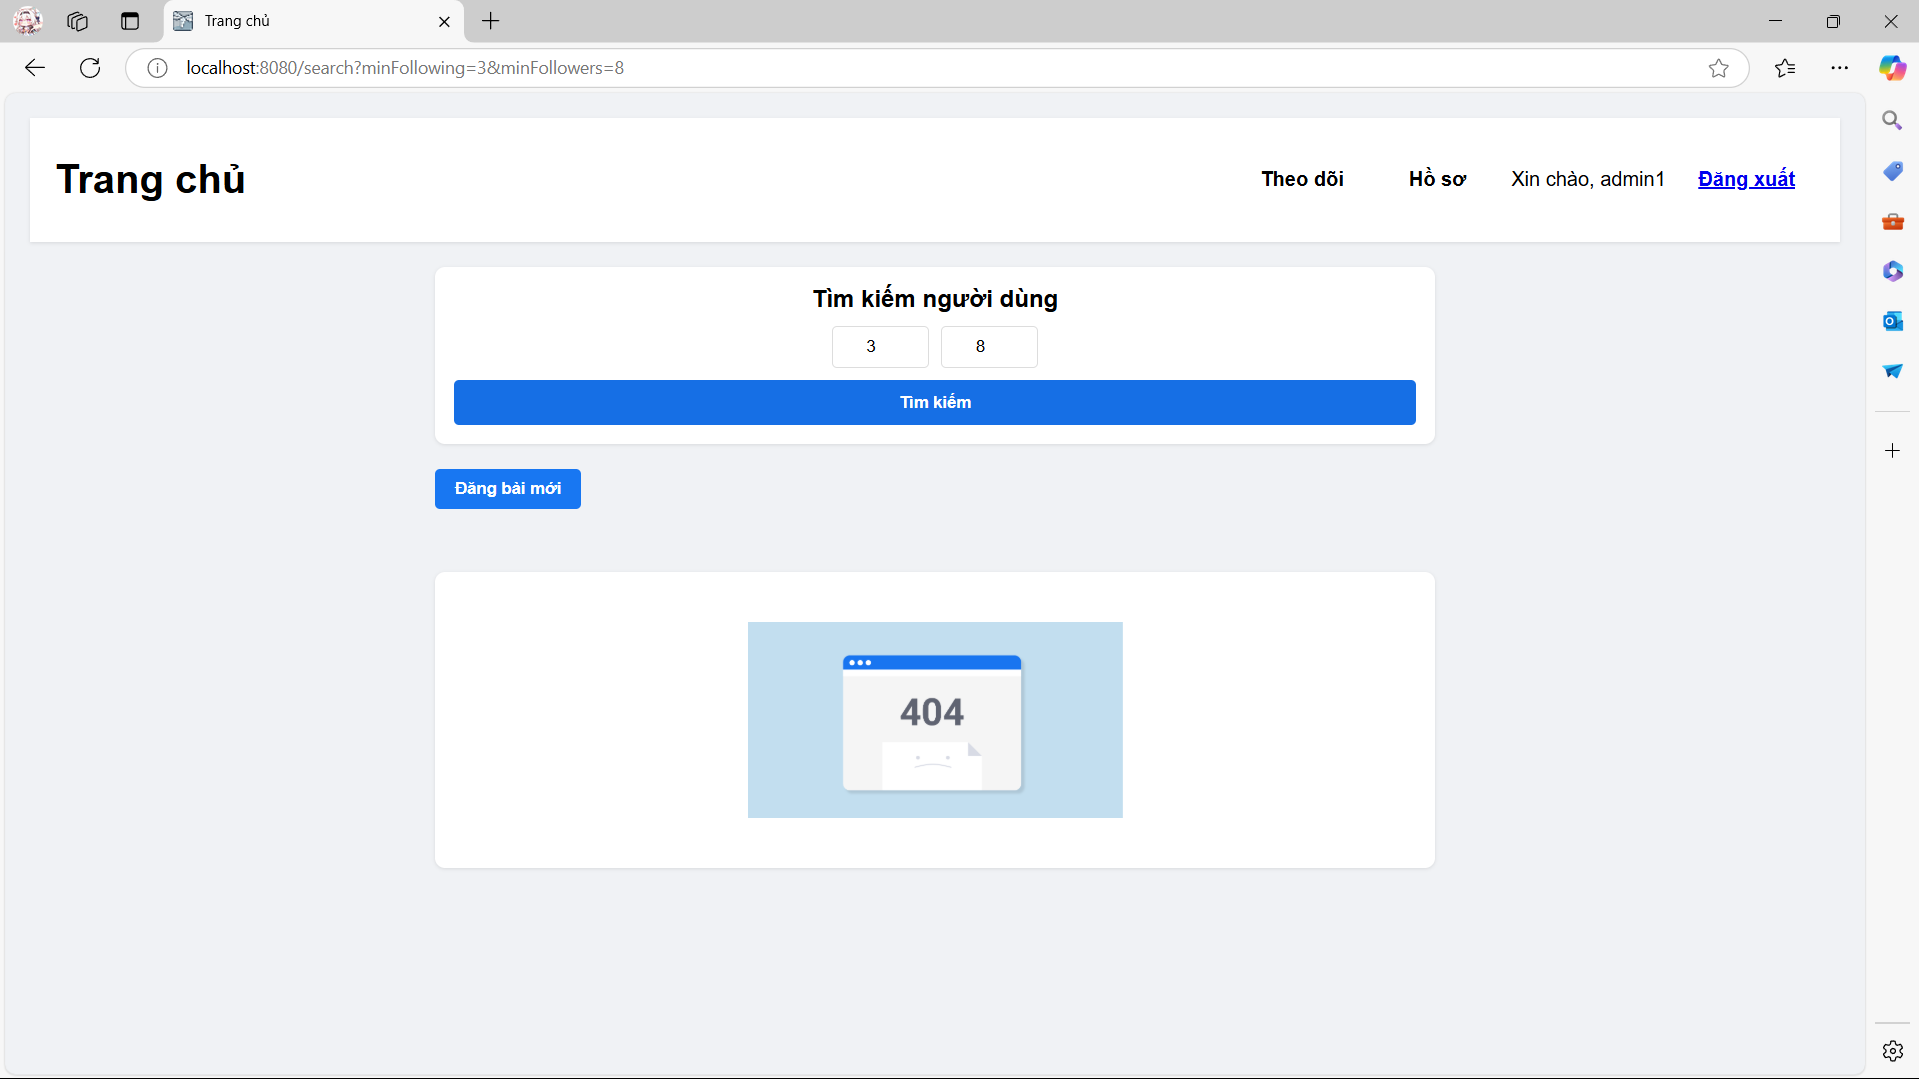 Trang chủ
localhost:8080/search?minFollowing=3&minFollowers=8
Trang chủ
Theo dõi
Hồ sơ
Xin chào, admin1
Đăng xuất
Tìm kiếm người dùng
3
8
Tìm kiếm
Đăng bài mới
404